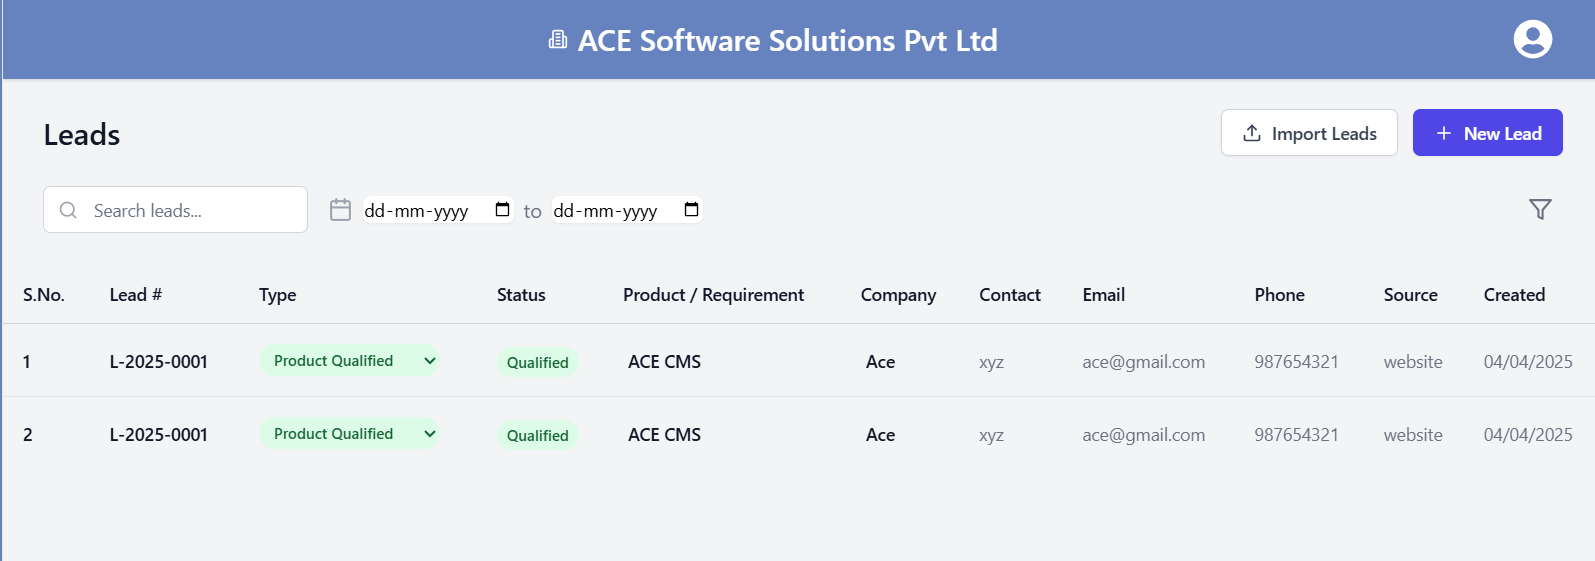 ACE Software Solutions Pvt Ltd
Leads
Import Leads
New Lead
Search leads...
dd-mm-yyyy to dd-mm-yyyy
S.No. Lead # Type Status Product / Requirement Company Contact Email Phone Source Created
1 L-2025-0001 Product Qualified Qualified ACE CMS Ace xyz ace@gmail.com 987654321 website 04/04/2025
2 L-2025-0001 Product Qualified Qualified ACE CMS Ace xyz ace@gmail.com 987654321 website 04/04/2025